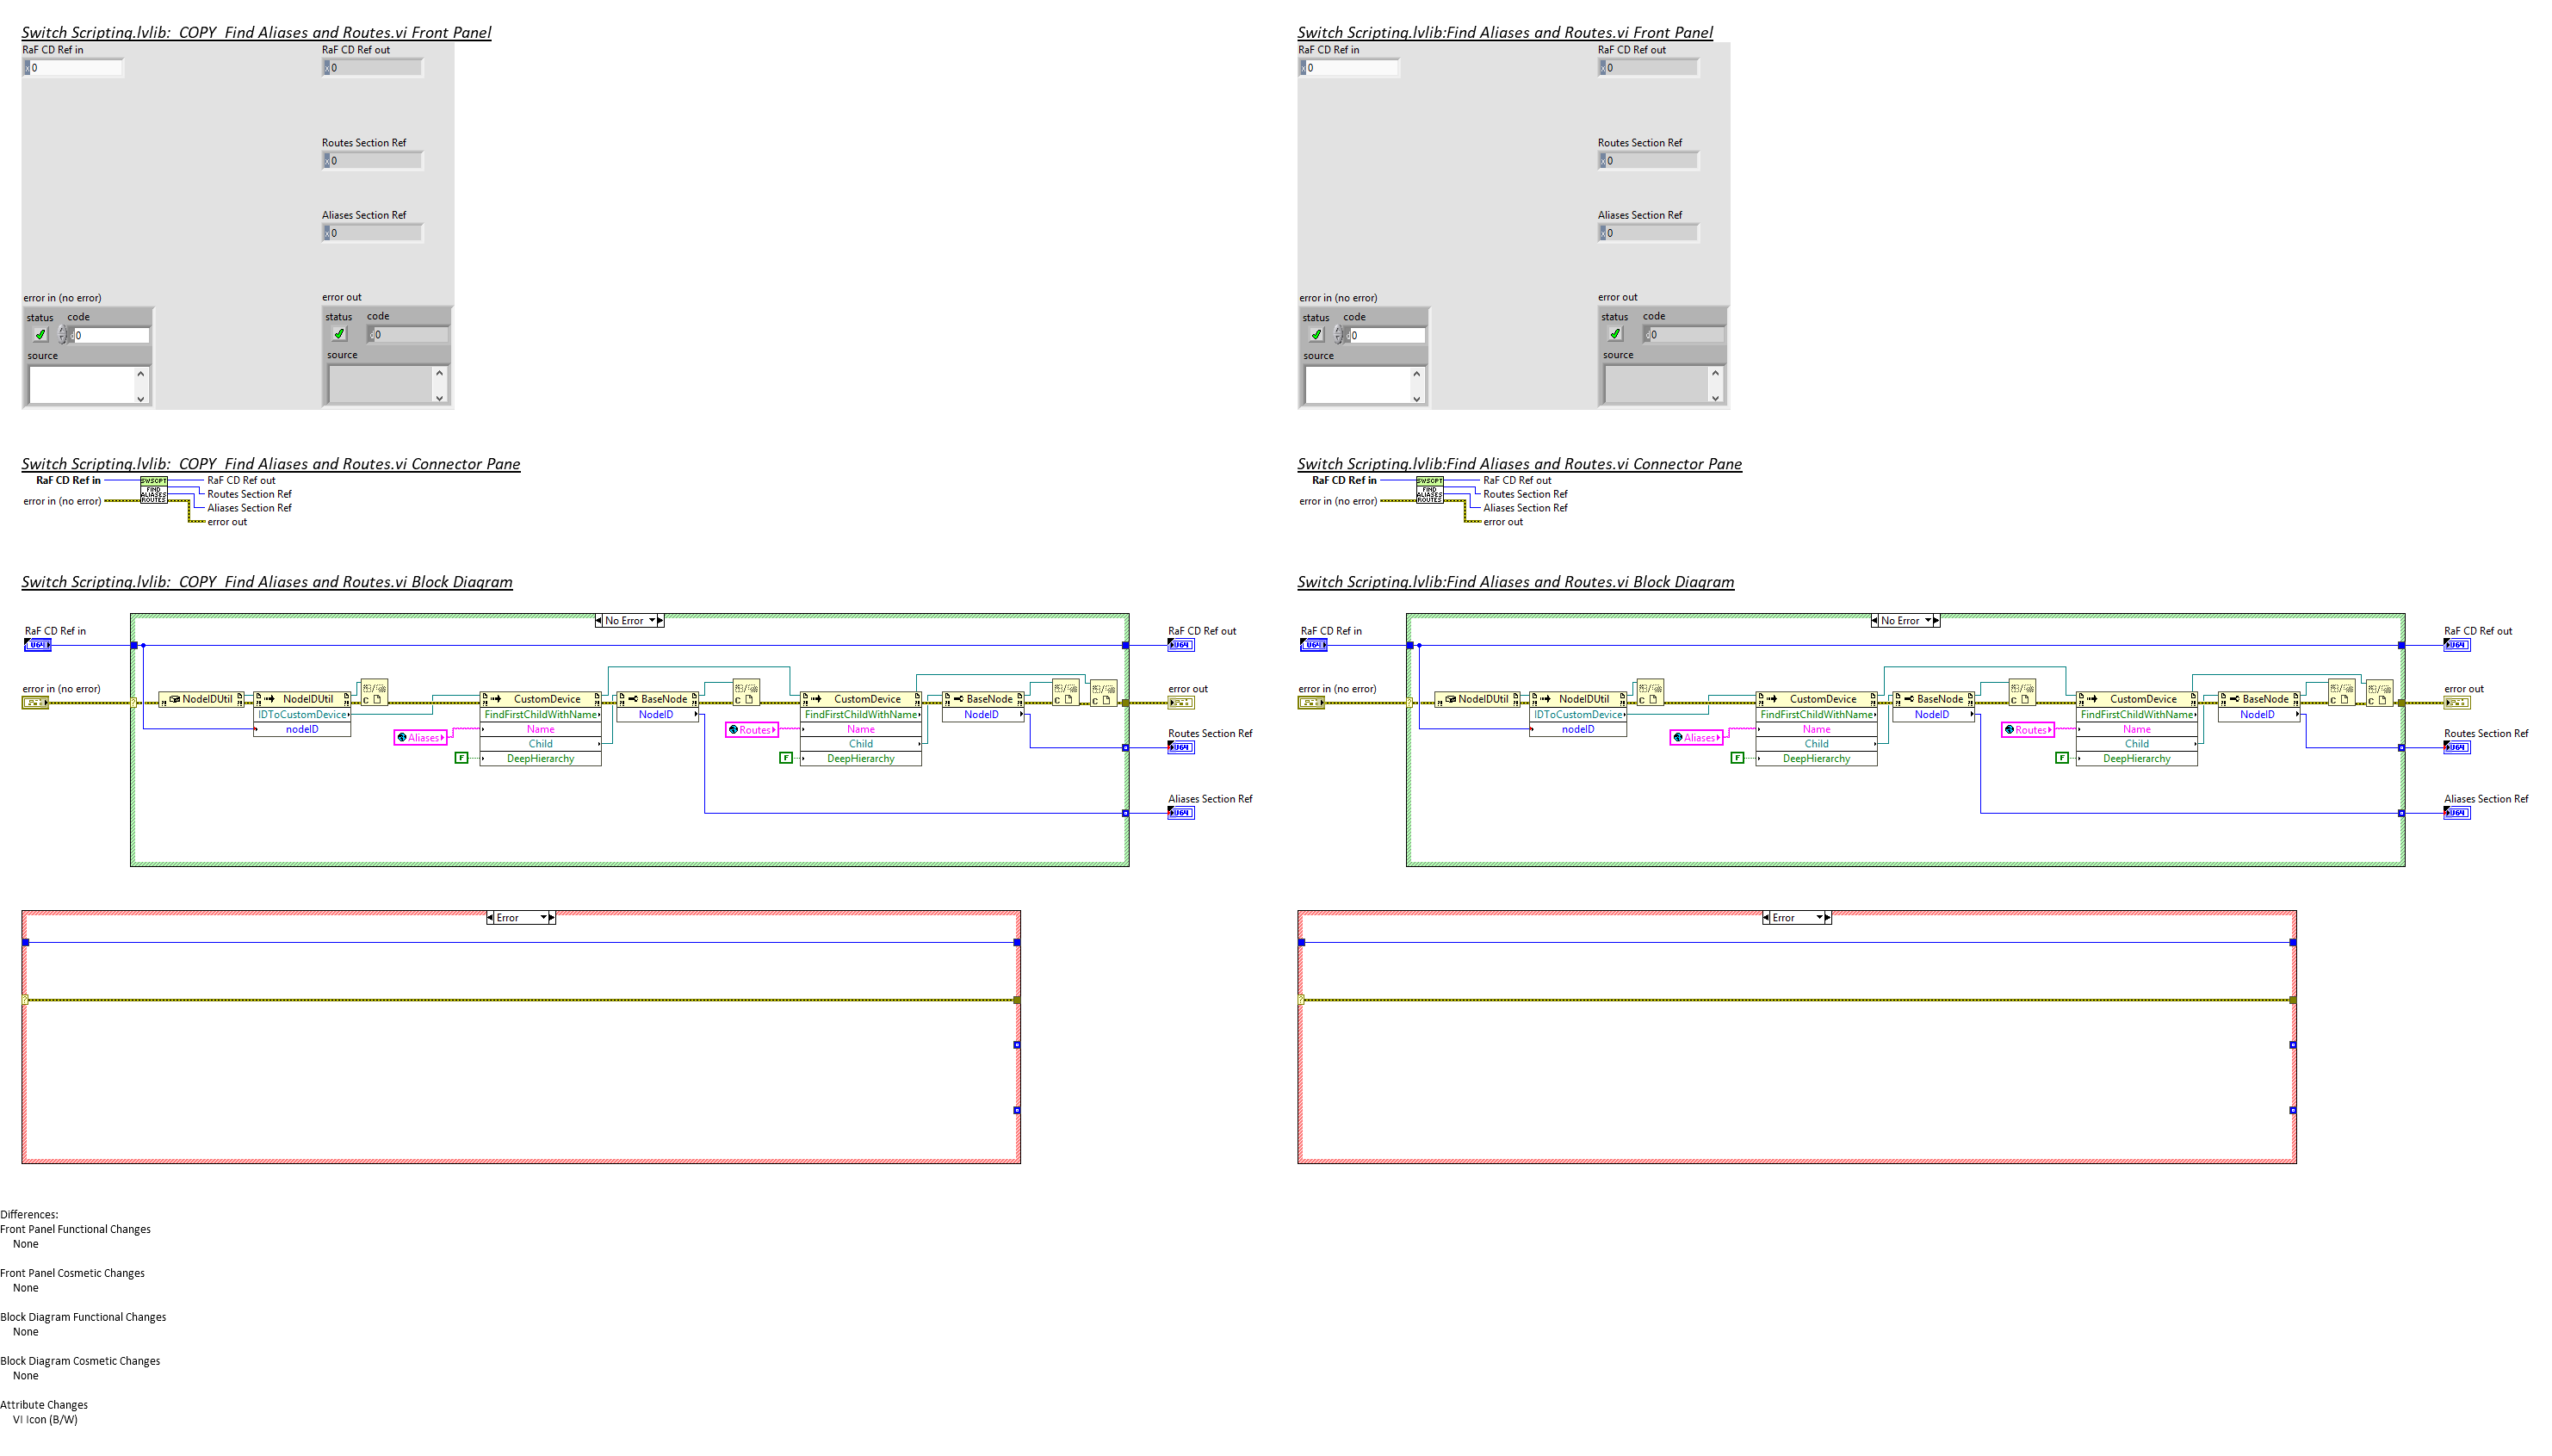 Switch Scripting.lvlib:  COPY  Find Aliases and Routes.vi Front Panel
RaF CD Ref in
RaF CD Ref out
x 0
x 0
Routes Section Ref
x 0
Aliases Section Ref
x 0
error in (no error)
error out
status code
status code
0
d 0
source
source
Switch Scripting.lvlib:Find Aliases and Routes.vi Front Panel
RaF CD Ref in
RaF CD Ref out
x 0
x 0
Routes Section Ref
x 0
Aliases Section Ref
x 0
error in (no error)
error out
status code
status code
0
d 0
source
source
Switch Scripting.lvlib:  COPY  Find Aliases and Routes.vi Connector Pane
RaF CD Ref in
SWSCPT
RaF CD Ref out
FIND
ALIASES
ROUTES
Routes Section Ref
error in (no error)
Aliases Section Ref
error out
Switch Scripting.lvlib:Find Aliases and Routes.vi Connector Pane
RaF CD Ref in
SWSCPT
RaF CD Ref out
FIND
ALIASES
ROUTES
Routes Section Ref
error in (no error)
Aliases Section Ref
error out
Switch Scripting.lvlib:  COPY  Find Aliases and Routes.vi Block Diagram
No Error
RaF CD Ref in
U64
RaF CD Ref out
U64
error in (no error)
error out
NodeIDUtil
NodeIDUtil
IDToCustomDevice
nodeID
C
Aliases
F
CustomDevice
FindFirstChildWithName
Name
Child
DeepHierarchy
BaseNode
NodeID
C
Routes
F
CustomDevice
FindFirstChildWithName
Name
Child
DeepHierarchy
BaseNode
NodeID
C
C
Routes Section Ref
U64
Aliases Section Ref
U64
Error
Switch Scripting.lvlib:Find Aliases and Routes.vi Block Diagram
No Error
RaF CD Ref in
U64
RaF CD Ref out
U64
error in (no error)
error out
NodeIDUtil
NodeIDUtil
IDToCustomDevice
nodeID
C
Aliases
F
CustomDevice
FindFirstChildWithName
Name
Child
DeepHierarchy
BaseNode
NodeID
C
Routes
F
CustomDevice
FindFirstChildWithName
Name
Child
DeepHierarchy
BaseNode
NodeID
C
C
Routes Section Ref
U64
Aliases Section Ref
U64
Error
Differences:
Front Panel Functional Changes
None
Front Panel Cosmetic Changes
None
Block Diagram Functional Changes
None
Block Diagram Cosmetic Changes
None
Attribute Changes
VI Icon (B/W)